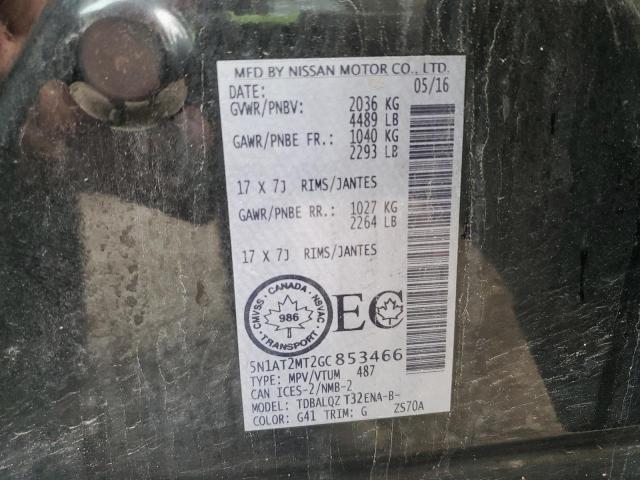 MFD BY NISSAN MOTOR CO., LTD.
DATE: 05/16
GVWR/PNBV: 2036 KG
4489 LB
GAWR/PNBE FR.: 1040 KG
2293 LB
17 X 7J RIMS/JANTES
GAWR/PNBE RR.: 1027 KG
2264 LB
17 X 7J RIMS/JANTES
CANADA
CMVSS NSVAC
986
TRANSPORT
EC
5N1AT2MT2GC853466
TYPE: MPV/VTUM 487
CAN ICES-2/NMB-2
MODEL: TDBALQZ T32ENA-B-
COLOR: G41 TRIM: G ZS70A